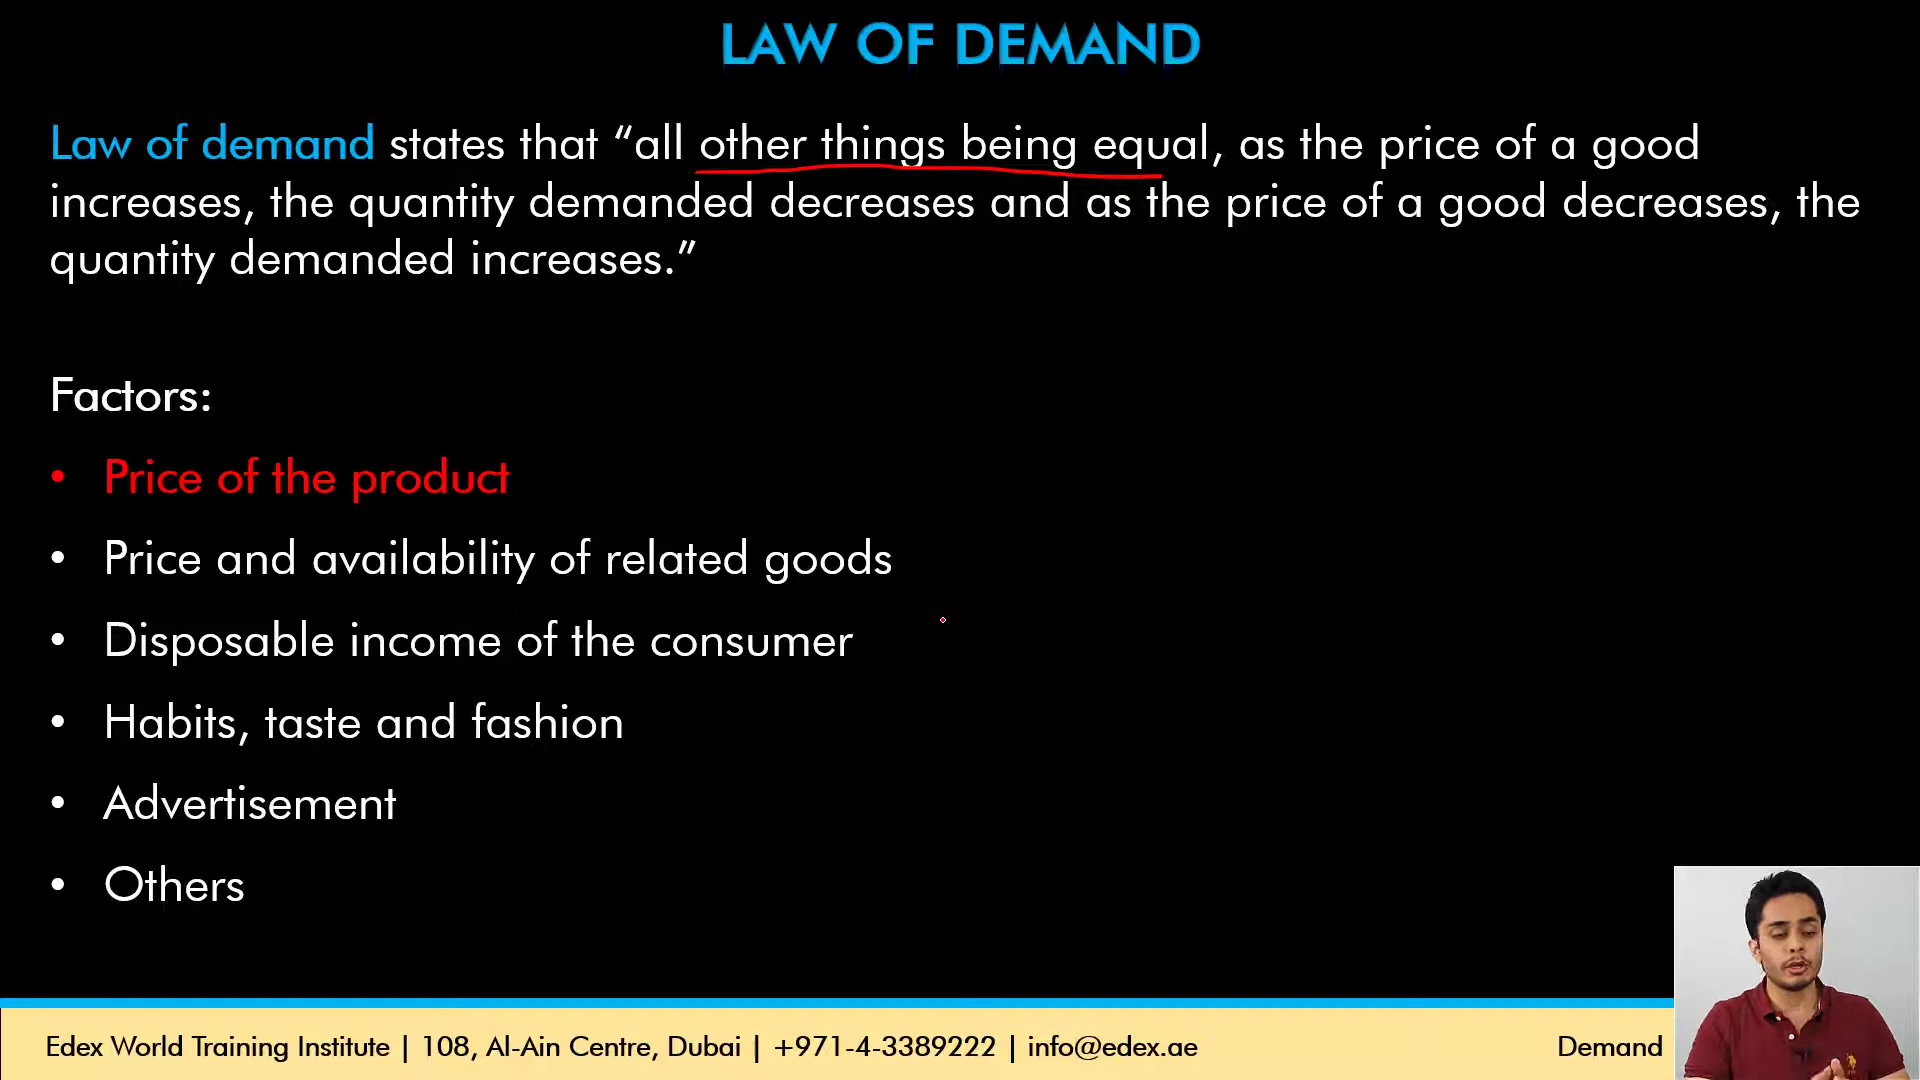 LAW OF DEMAND
Law of demand states that “all other things being equal, as the price of a good
increases, the quantity demanded decreases and as the price of a good decreases, the
quantity demanded increases.”
Factors:
• Price of the product
• Price and availability of related goods
• Disposable income of the consumer
• Habits, taste and fashion
• Advertisement
• Others
Edex World Training Institute | 108, Al-Ain Centre, Dubai | +971-4-3389222 | info@edex.ae
Demand